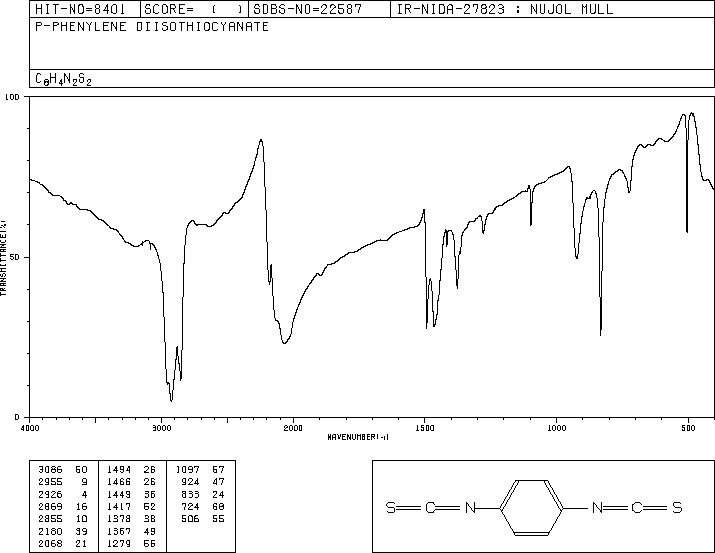 HIT-NO=8401 SCORE= ( ) SDBS-NO=22587 IR-NIDA-27823 : NUJOL MULL
P-PHENYLENE DIISOTHIOCYANATE
C8H4N2S2
100
50
0
TRANSMITTANCE(%)
4000 3000 2000 1500 1000 500
WAVENUMBER(-1)
3086 60 1494 26 1097 57
2955 9 1466 26 924 47
2926 4 1449 36 833 24
2869 16 1417 52 724 68
2855 10 1378 38 506 55
2180 39 1367 49
2068 21 1279 55
S=C=N N=C=S